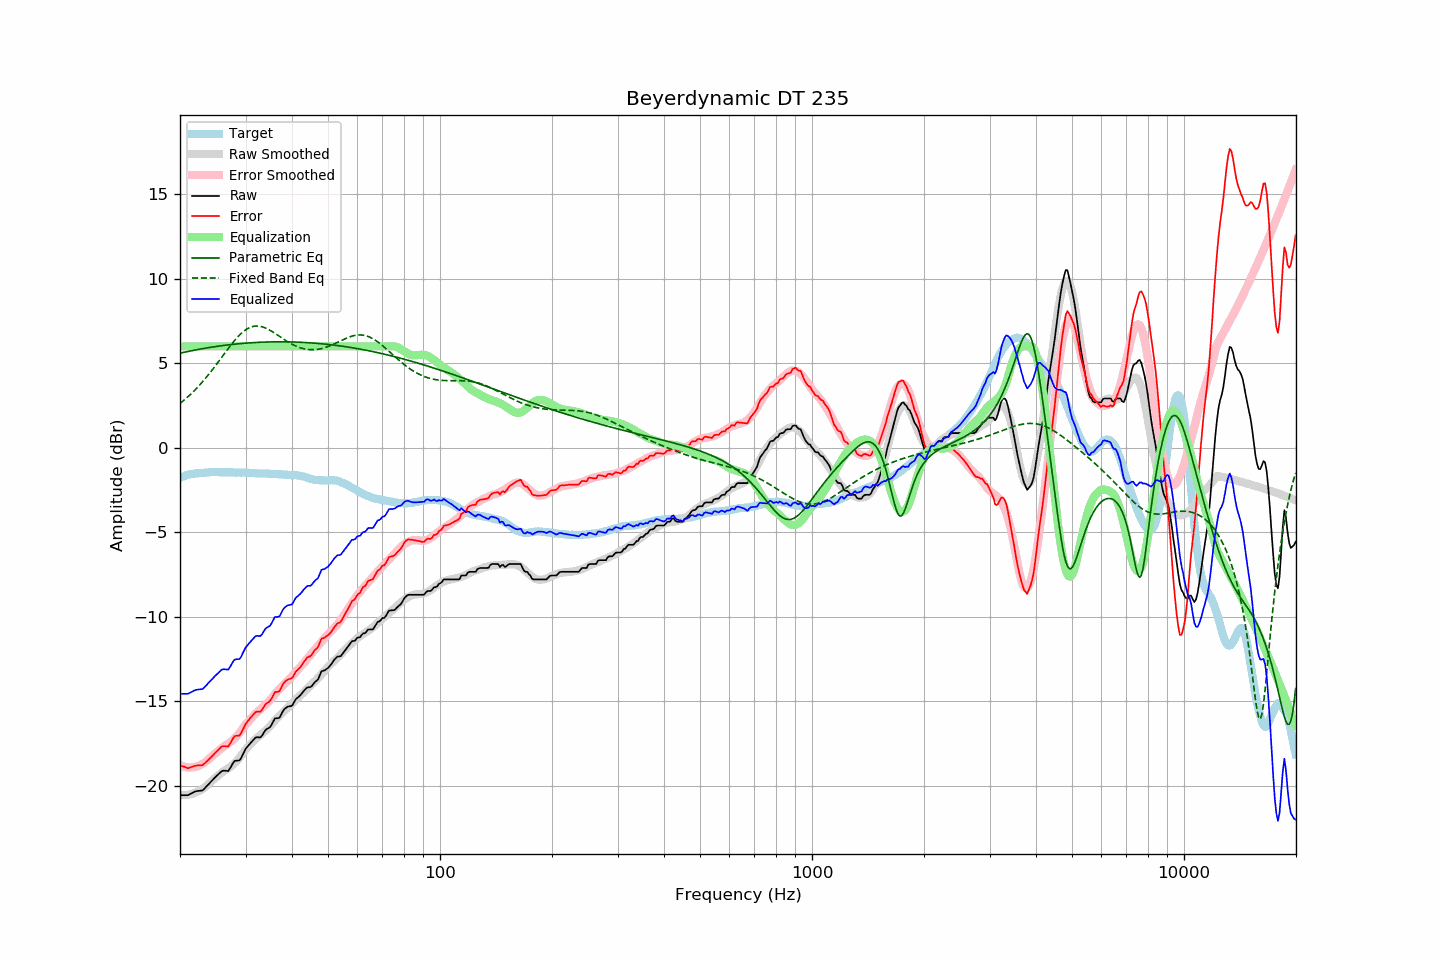 Beyerdynamic DT 235
Target
Raw Smoothed
Error Smoothed
Raw
Error
Equalization
Parametric Eq
Fixed Band Eq
Equalized
15
10
5
0
−5
−10
−15
−20
Amplitude (dBr)
100
1000
10000
Frequency (Hz)